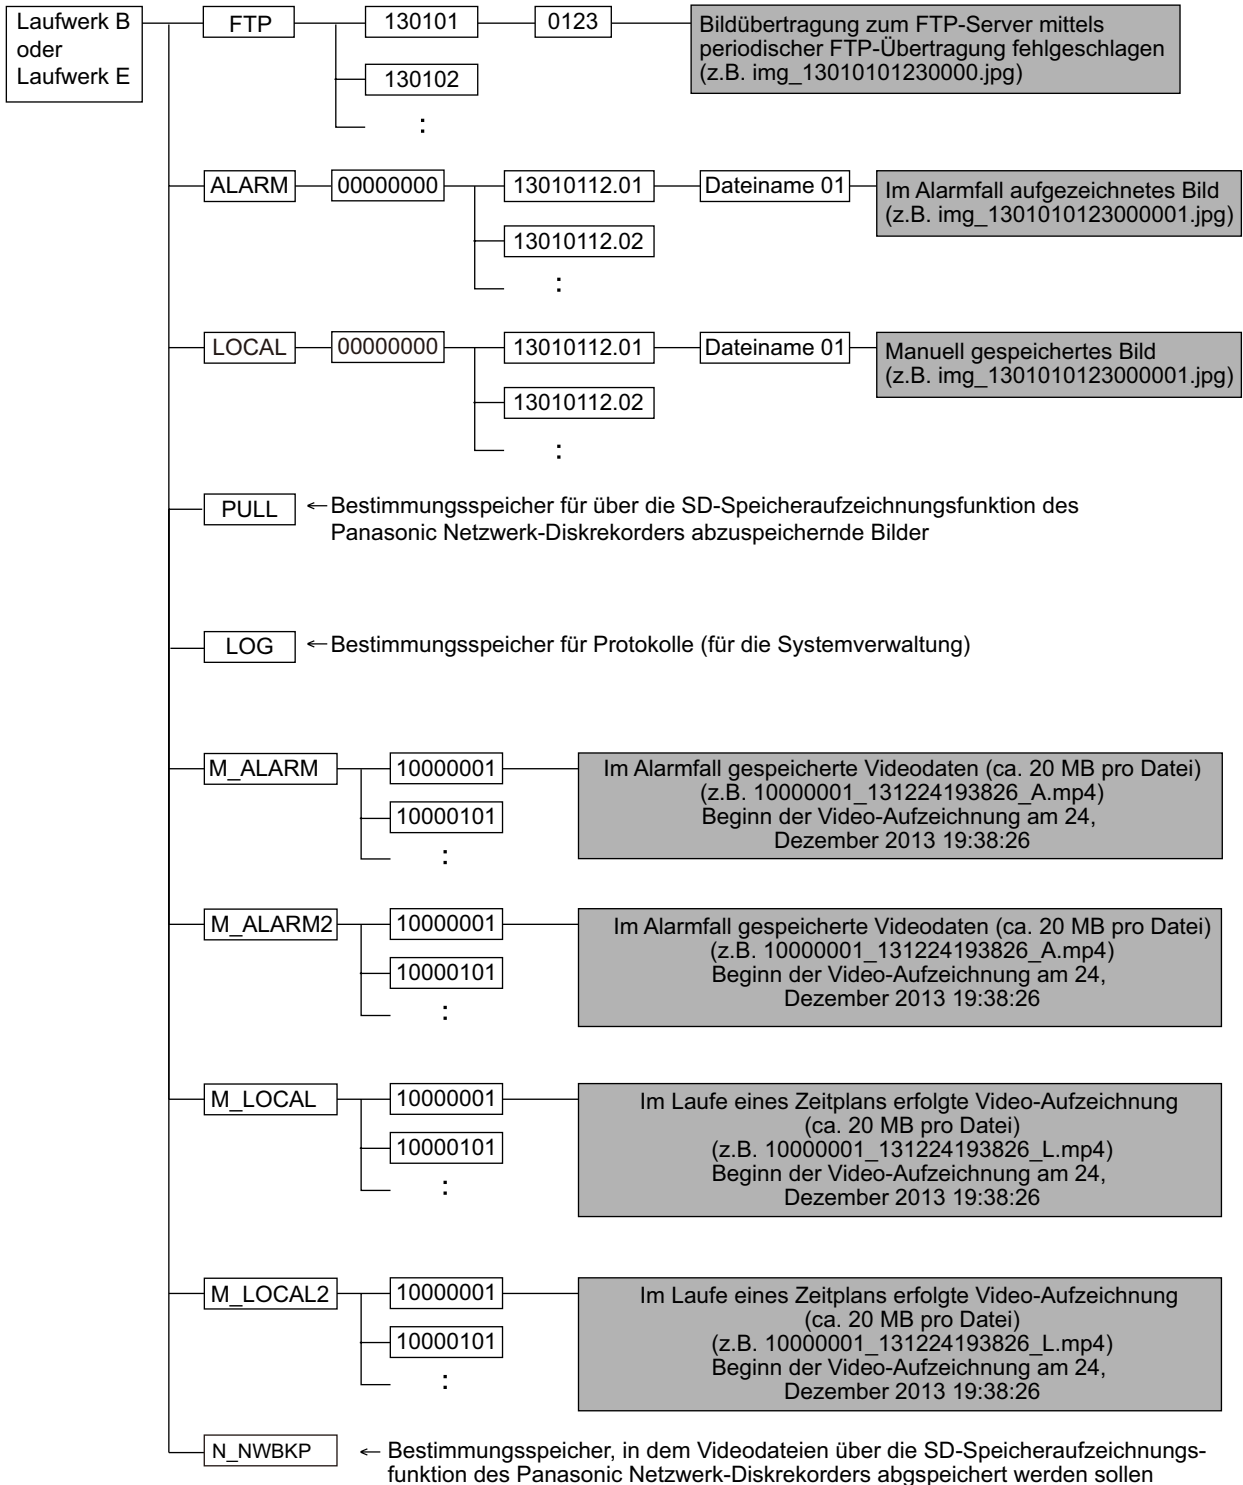 Laufwerk B
oder
Laufwerk E
FTP
130101
0123
Bildübertragung zum FTP-Server mittels
periodischer FTP-Übertragung fehlgeschlagen
(z.B. img_13010101230000.jpg)
130102
:
ALARM
00000000
13010112.01
Dateiname 01
Im Alarmfall aufgezeichnetes Bild
(z.B. img_1301010123000001.jpg)
13010112.02
:
LOCAL
00000000
13010112.01
Dateiname 01
Manuell gespeichertes Bild
(z.B. img_1301010123000001.jpg)
13010112.02
:
PULL
←Bestimmungsspeicher für über die SD-Speicheraufzeichnungsfunktion des
Panasonic Netzwerk-Diskrekorders abzuspeichernde Bilder
LOG
←Bestimmungsspeicher für Protokolle (für die Systemverwaltung)
M_ALARM
10000001
Im Alarmfall gespeicherte Videodaten (ca. 20 MB pro Datei)
(z.B. 10000001_131224193826_A.mp4)
Beginn der Video-Aufzeichnung am 24,
Dezember 2013 19:38:26
10000101
:
M_ALARM2
10000001
Im Alarmfall gespeicherte Videodaten (ca. 20 MB pro Datei)
(z.B. 10000001_131224193826_A.mp4)
Beginn der Video-Aufzeichnung am 24,
Dezember 2013 19:38:26
10000101
:
M_LOCAL
10000001
Im Laufe eines Zeitplans erfolgte Video-Aufzeichnung
(ca. 20 MB pro Datei)
(z.B. 10000001_131224193826_L.mp4)
Beginn der Video-Aufzeichnung am 24,
Dezember 2013 19:38:26
10000101
:
M_LOCAL2
10000001
Im Laufe eines Zeitplans erfolgte Video-Aufzeichnung
(ca. 20 MB pro Datei)
(z.B. 10000001_131224193826_L.mp4)
Beginn der Video-Aufzeichnung am 24,
Dezember 2013 19:38:26
10000101
:
N_NWBKP
← Bestimmungsspeicher, in dem Videodateien über die SD-Speicheraufzeichnungs-
funktion des Panasonic Netzwerk-Diskrekorders abgspeichert werden sollen